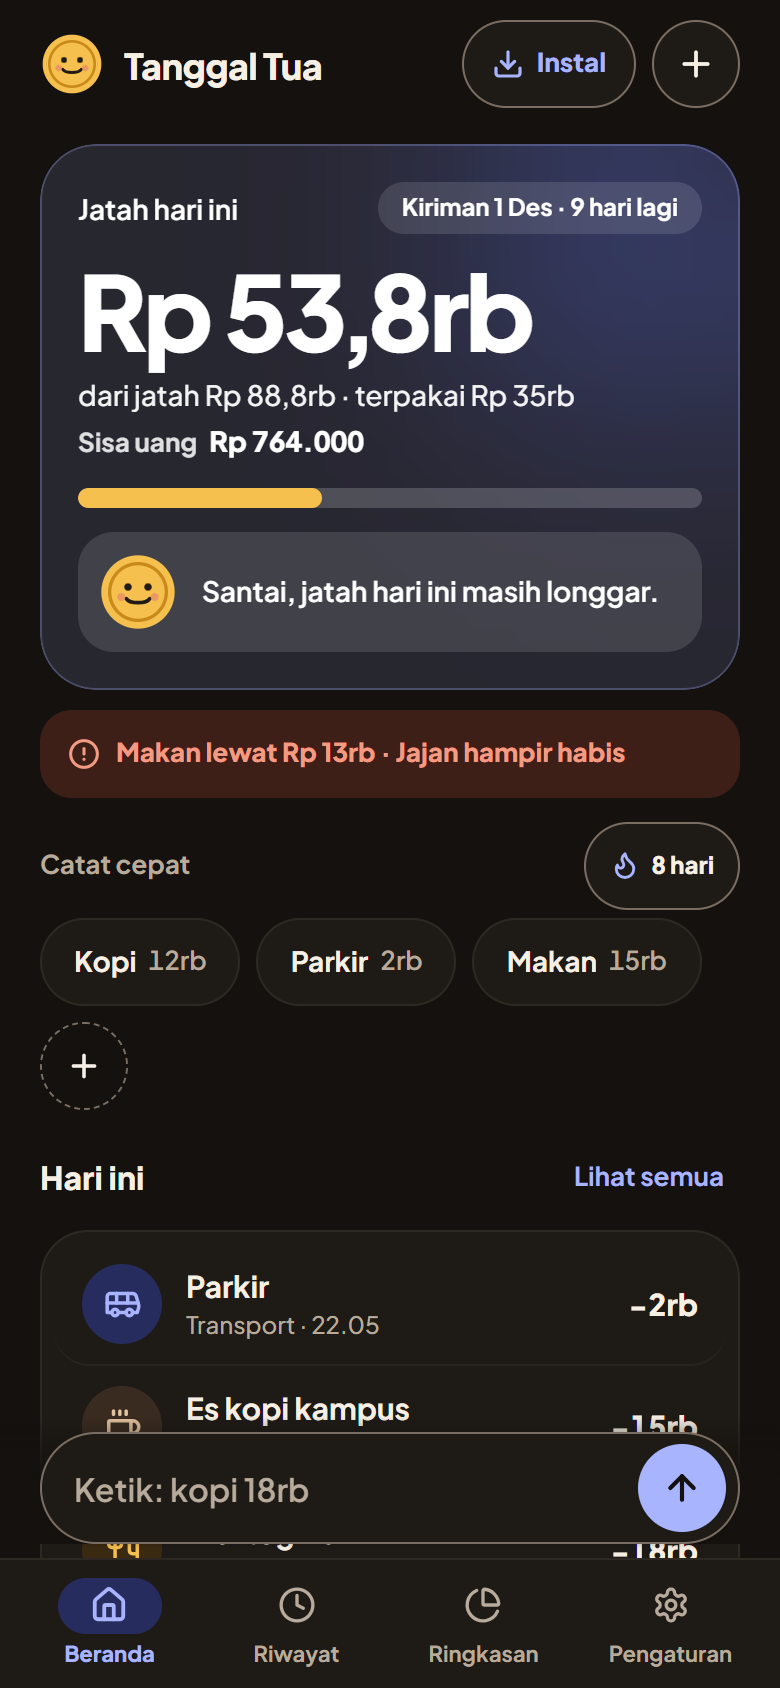 Tanggal Tua
Instal
Jatah hari ini
Kiriman 1 Des · 9 hari lagi
Rp 53,8rb
dari jatah Rp 88,8rb · terpakai Rp 35rb
Sisa uang Rp 764.000
Santai, jatah hari ini masih longgar.
Makan lewat Rp 13rb · Jajan hampir habis
Catat cepat
8 hari
Kopi 12rb
Parkir 2rb
Makan 15rb
Hari ini
Lihat semua
Parkir
Transport · 22.05
-2rb
Es kopi kampus
-15rb
Ketik: kopi 18rb
-18rb
Beranda
Riwayat
Ringkasan
Pengaturan